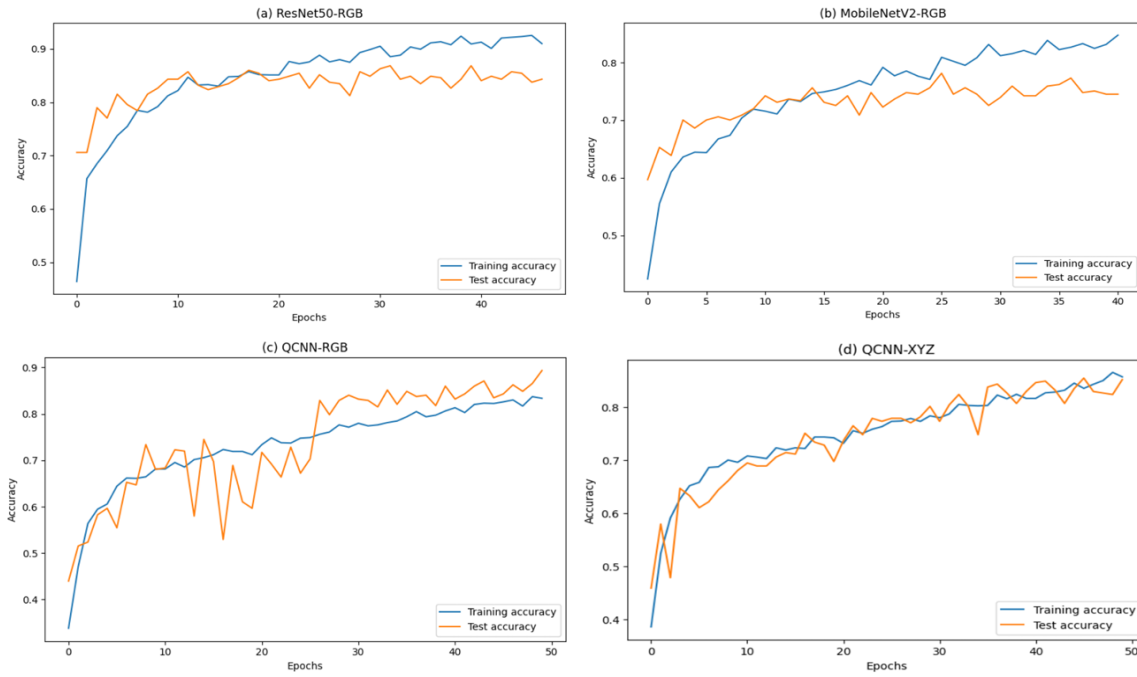 (a) ResNet50-RGB
0.9
0.8
0.7
0.6
0.5
Accuracy
Training accuracy
Test accuracy
0 10 20 30 40
Epochs
(b) MobileNetV2-RGB
0.8
0.7
0.6
0.5
Accuracy
Training accuracy
Test accuracy
0 5 10 15 20 25 30 35 40
Epochs
(c) QCNN-RGB
0.9
0.8
0.7
0.6
0.5
0.4
Accuracy
Training accuracy
Test accuracy
0 10 20 30 40 50
Epochs
(d) QCNN-XYZ
0.8
0.7
0.6
0.5
0.4
Accuracy
Training accuracy
Test accuracy
0 10 20 30 40 50
Epochs